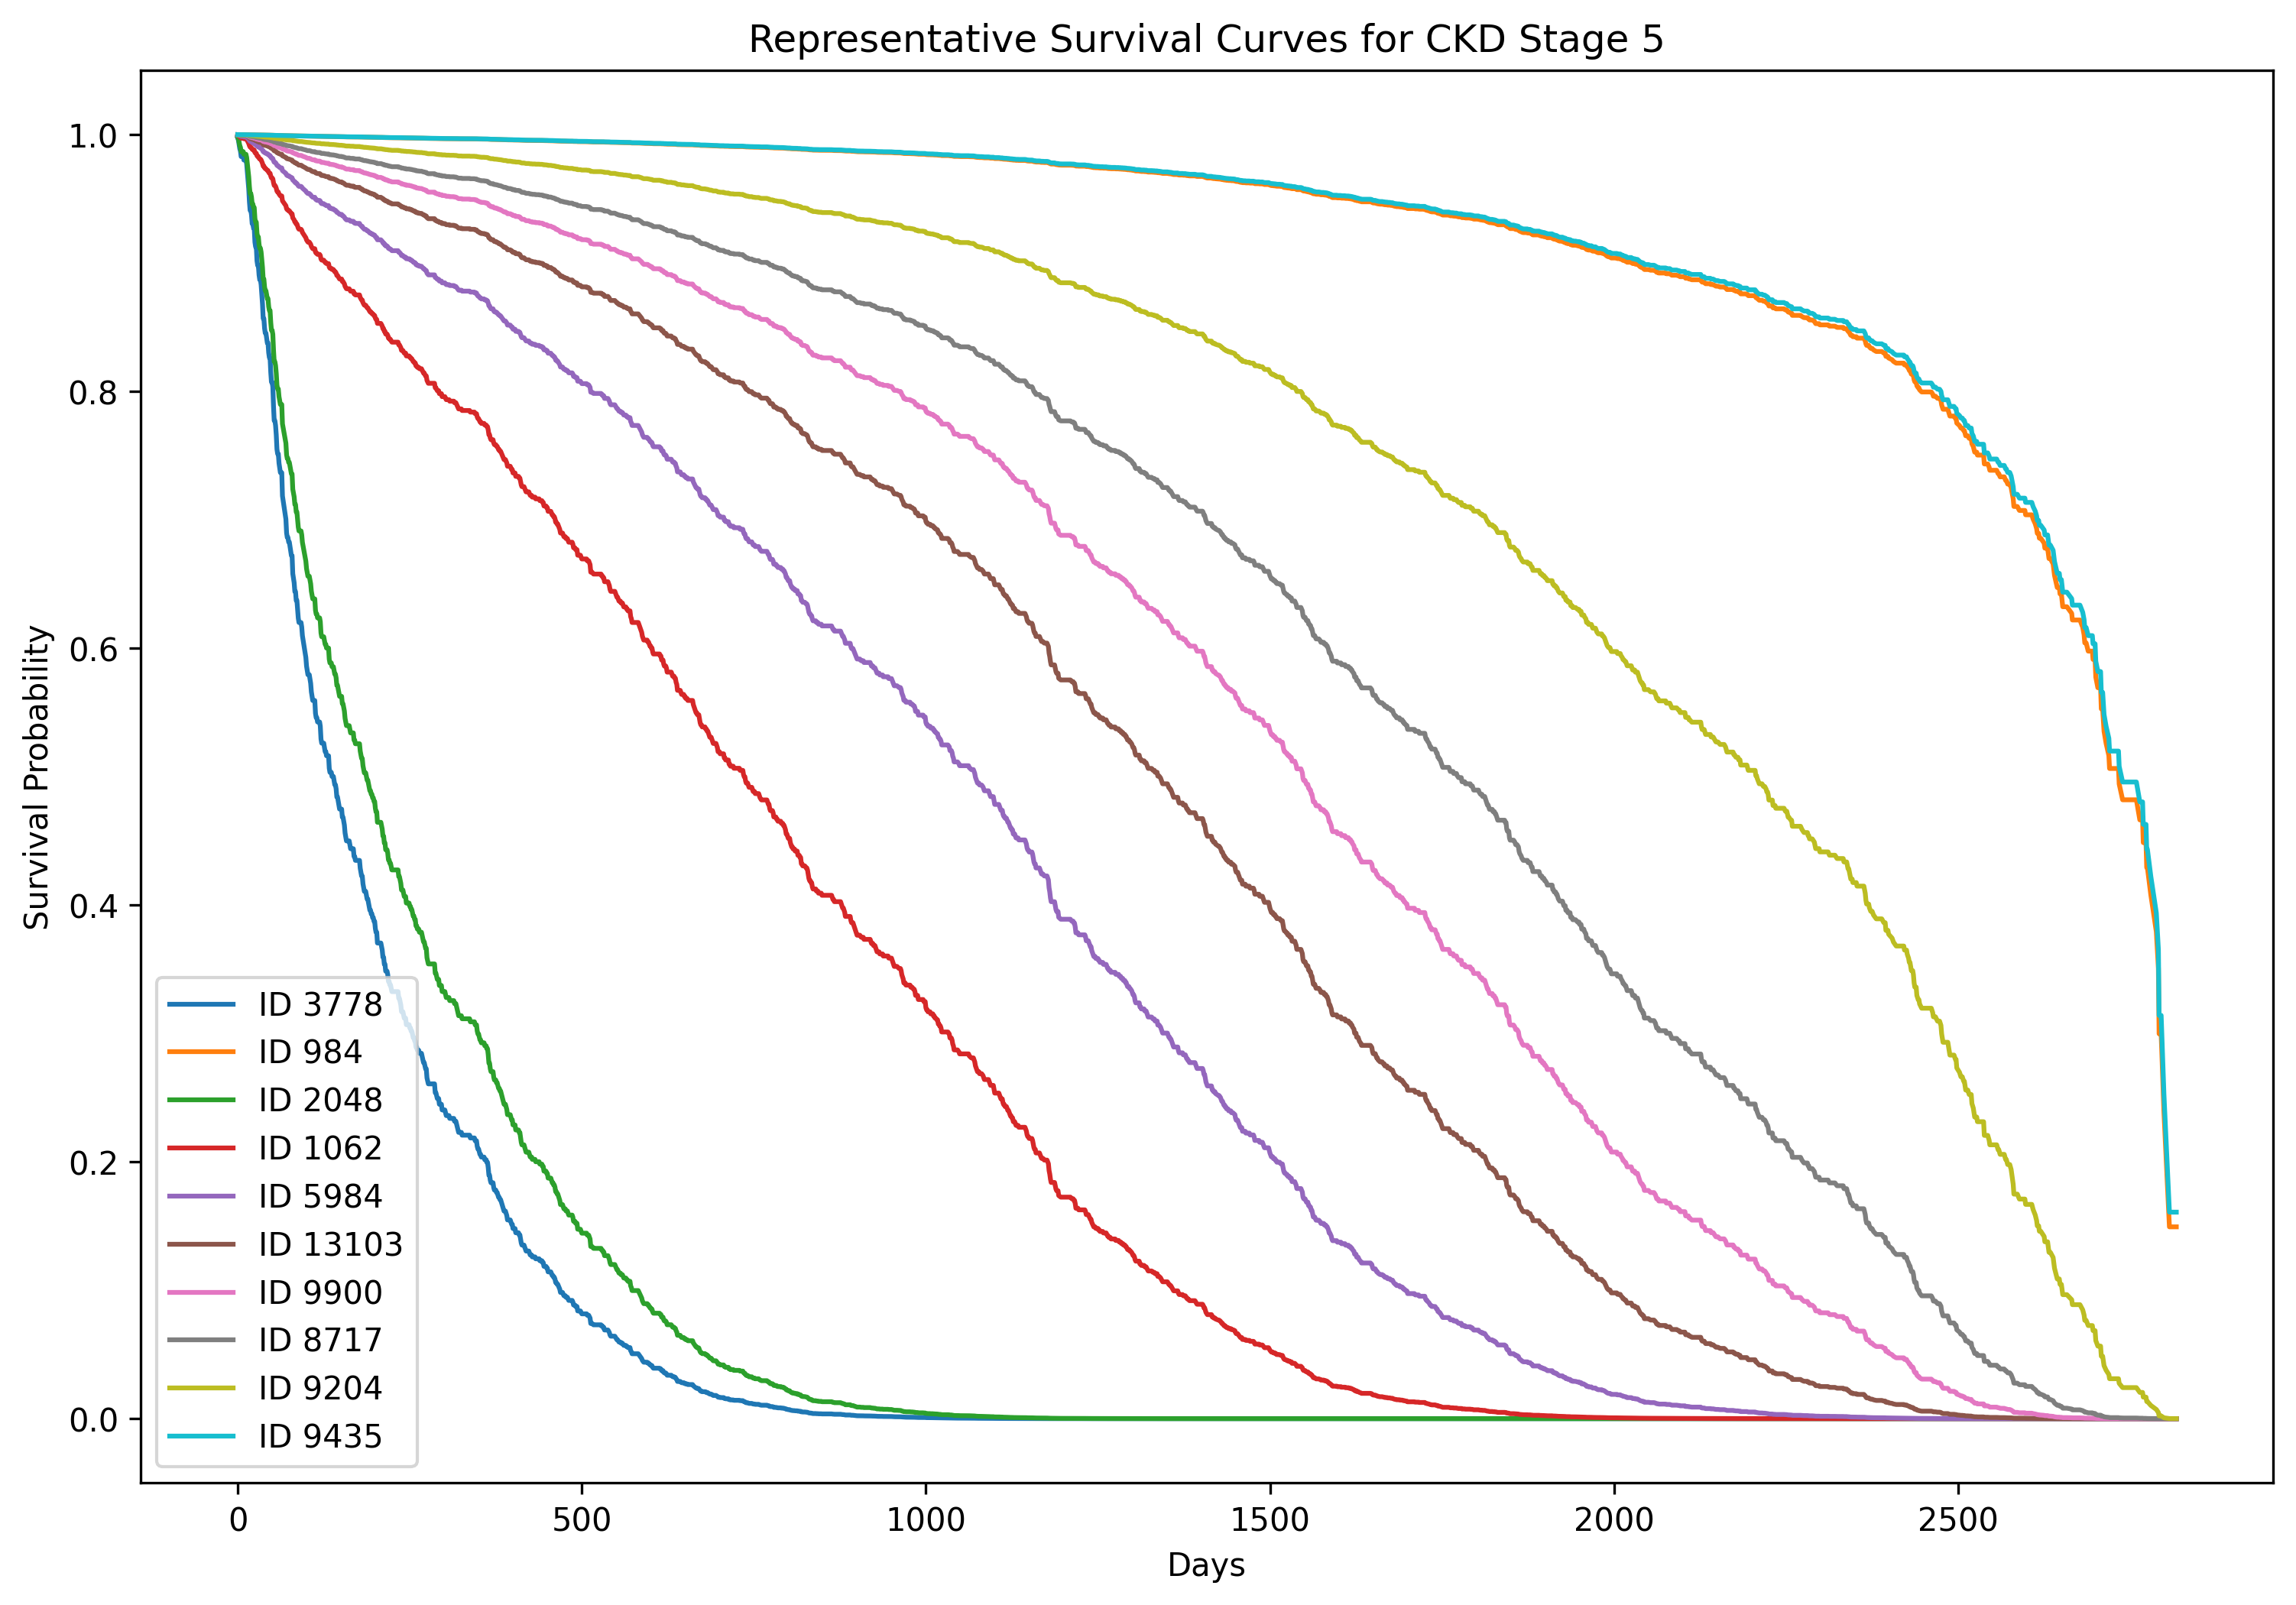 Representative Survival Curves for CKD Stage 5
Survival Probability
1.0
0.8
0.6
0.4
0.2
0.0
ID 3778
ID 984
ID 2048
ID 1062
ID 5984
ID 13103
ID 9900
ID 8717
ID 9204
ID 9435
0 500 1000 1500 2000 2500
Days